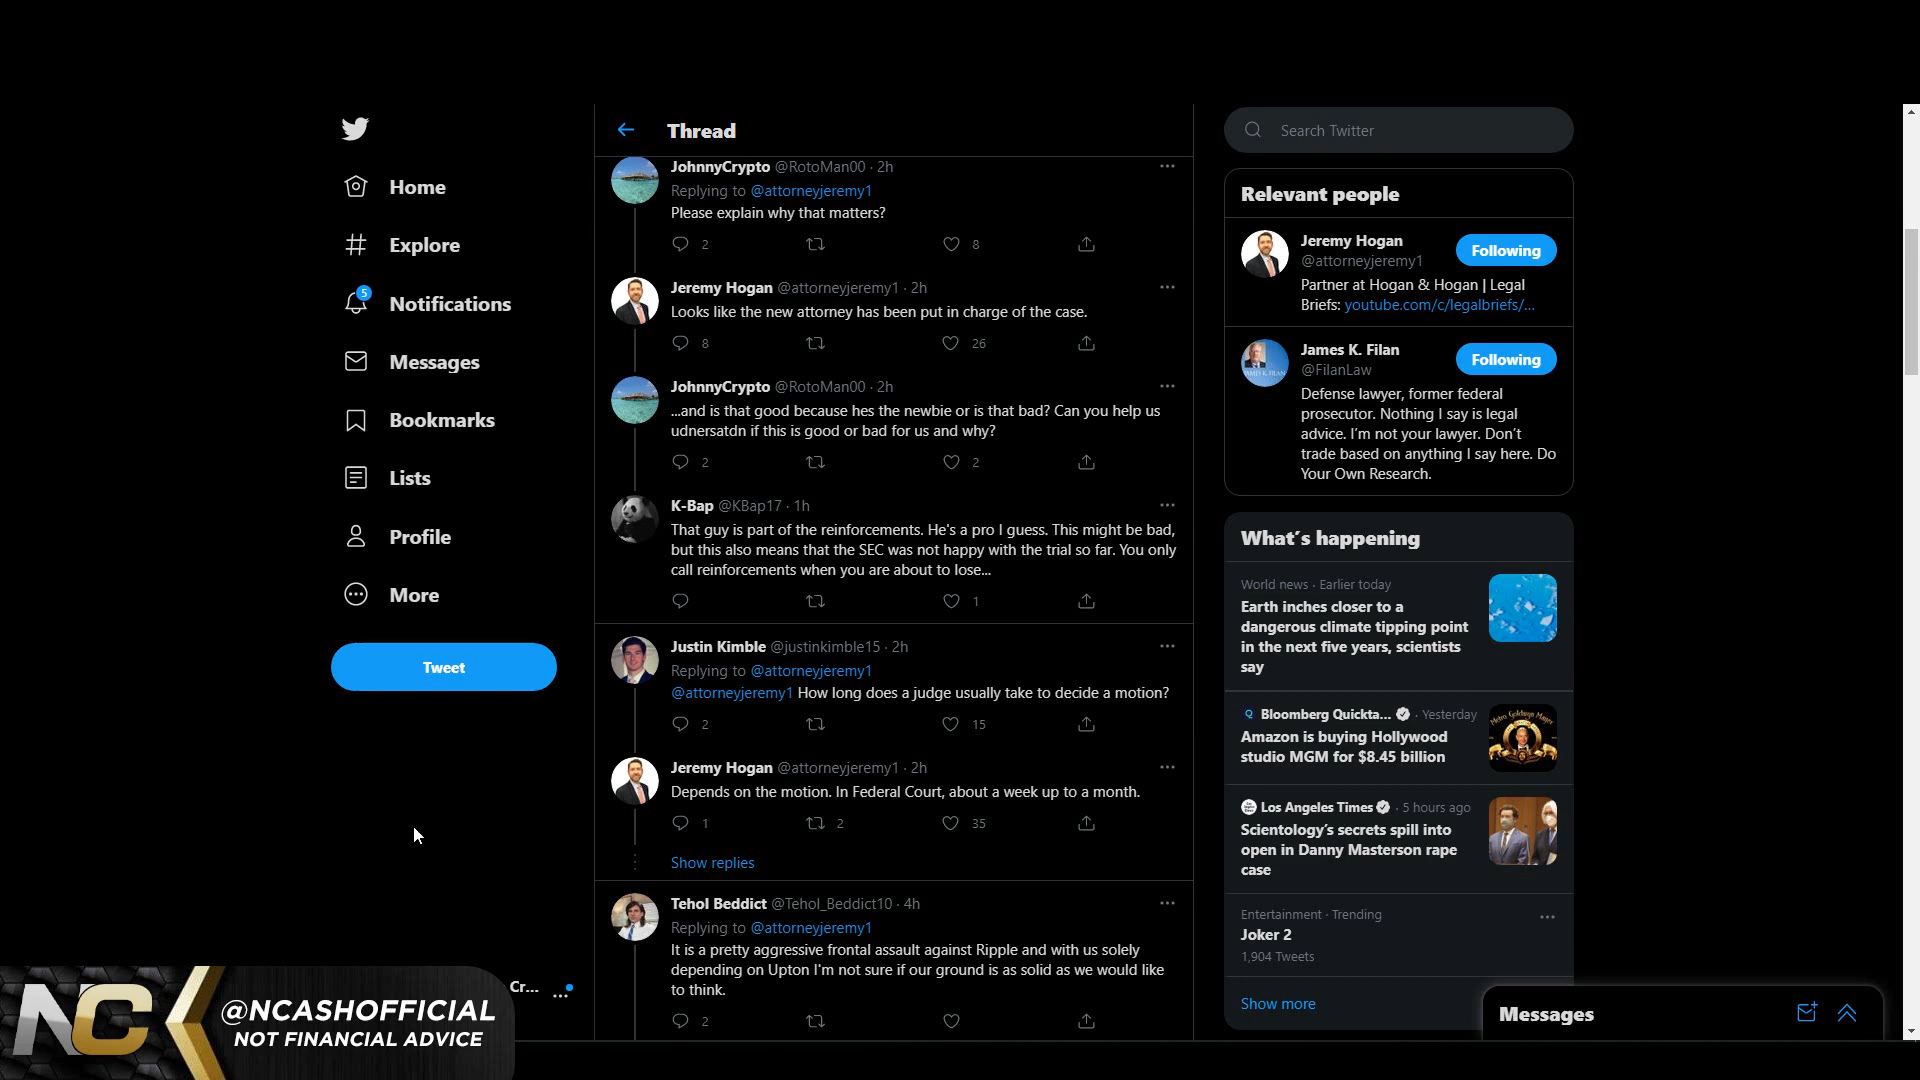 Home
Explore
5
Notifications
Messages
Bookmarks
Lists
Profile
More
Tweet
Cr...
Thread
JohnnyCrypto @RotoMan00 · 2h
Replying to @attorneyjeremy1
Please explain why that matters?
2 8
Jeremy Hogan @attorneyjeremy1 · 2h
Looks like the new attorney has been put in charge of the case.
8 26
JohnnyCrypto @RotoMan00 · 2h
...and is that good because hes the newbie or is that bad? Can you help us
udnersatdn if this is good or bad for us and why?
2 2
K-Bap @KBap17 · 1h
That guy is part of the reinforcements. He's a pro I guess. This might be bad,
but this also means that the SEC was not happy with the trial so far. You only
call reinforcements when you are about to lose...
1
Justin Kimble @justinkimble15 · 2h
Replying to @attorneyjeremy1
@attorneyjeremy1 How long does a judge usually take to decide a motion?
2 15
Jeremy Hogan @attorneyjeremy1 · 2h
Depends on the motion. In Federal Court, about a week up to a month.
1 2 35
Show replies
Tehol Beddict @Tehol_Beddict10 · 4h
Replying to @attorneyjeremy1
It is a pretty aggressive frontal assault against Ripple and with us solely
depending on Upton I'm not sure if our ground is as solid as we would like
to think.
2
Search Twitter
Relevant people
Jeremy Hogan
@attorneyjeremy1
Following
Partner at Hogan & Hogan | Legal
Briefs: youtube.com/c/legalbriefs/...
James K. Filan
@FilanLaw
Following
Defense lawyer, former federal
prosecutor. Nothing I say is legal
advice. I'm not your lawyer. Don't
trade based on anything I say here. Do
Your Own Research.
What's happening
World news · Earlier today
Earth inches closer to a
dangerous climate tipping point
in the next five years, scientists
say
Bloomberg Quickta... · Yesterday
Amazon is buying Hollywood
studio MGM for $8.45 billion
Los Angeles Times · 5 hours ago
Scientology's secrets spill into
open in Danny Masterson rape
case
Entertainment · Trending
Joker 2
1,904 Tweets
Show more
Messages
NC
@NCASHOFFICIAL
NOT FINANCIAL ADVICE